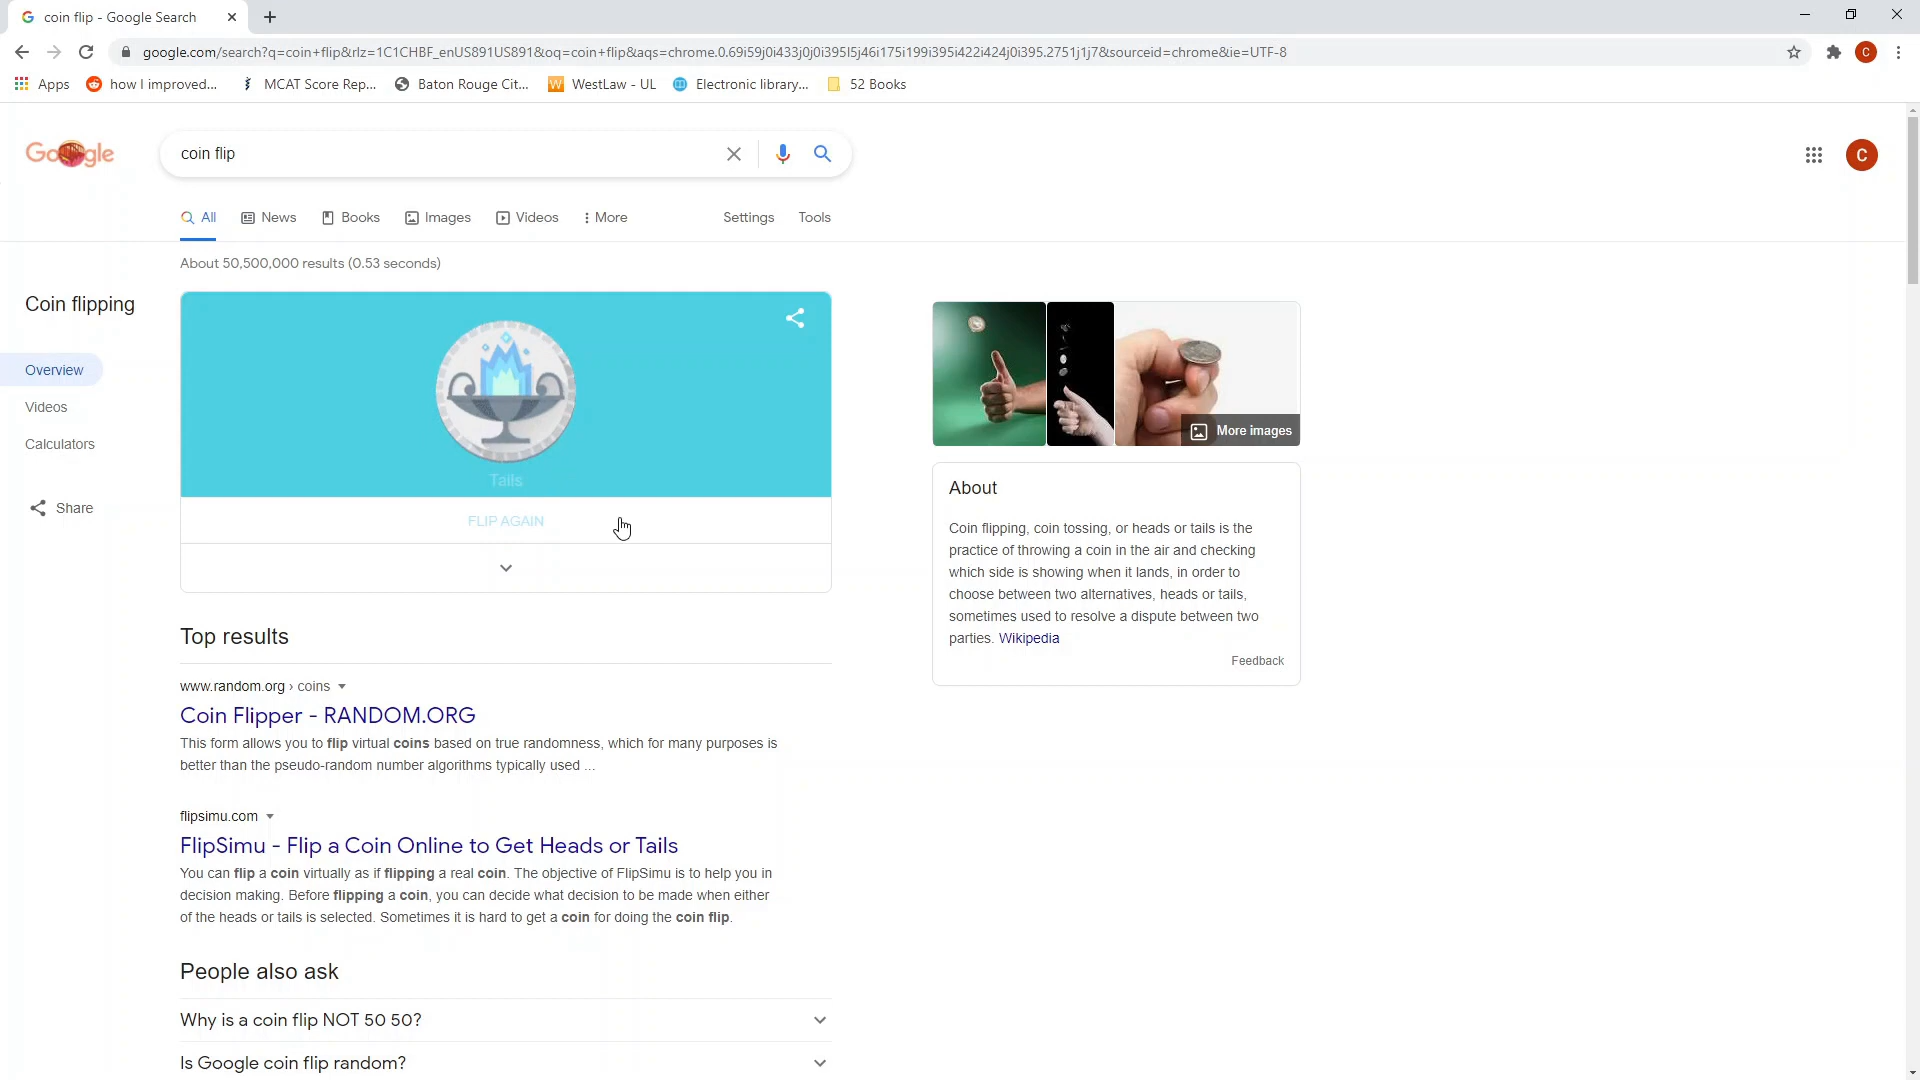 coin flip - Google Search
google.com/search?q=coin+flip&rlz=1C1CHBF_enUS891US891&oq=coin+flip&aqs=chrome.0.69i59j0i433j0j0i395l5j46i175i199i395i422i424j0i395.2751j1j7&sourceid=chrome&ie=UTF-8
C
Apps how I improved... MCAT Score Rep... Baton Rouge Cit... WestLaw - UL Electronic library... 52 Books
Google
coin flip
C
All News Books Images Videos More Settings Tools
About 50,500,000 results (0.53 seconds)
Coin flipping
Overview
Videos
Calculators
Share
Tails
FLIP AGAIN
Top results
www.random.org › coins
Coin Flipper - RANDOM.ORG
This form allows you to flip virtual coins based on true randomness, which for many purposes is
better than the pseudo-random number algorithms typically used ...
flipsimu.com
FlipSimu - Flip a Coin Online to Get Heads or Tails
You can flip a coin virtually as if flipping a real coin. The objective of FlipSimu is to help you in
decision making. Before flipping a coin, you can decide what decision to be made when either
of the heads or tails is selected. Sometimes it is hard to get a coin for doing the coin flip.
People also ask
Why is a coin flip NOT 50 50?
Is Google coin flip random?
More images
About
Coin flipping, coin tossing, or heads or tails is the
practice of throwing a coin in the air and checking
which side is showing when it lands, in order to
choose between two alternatives, heads or tails,
sometimes used to resolve a dispute between two
parties. Wikipedia
Feedback